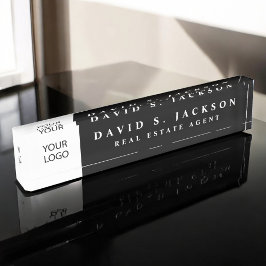 YOUR
LOGO
DAVID S. JACKSON
REAL ESTATE AGENT